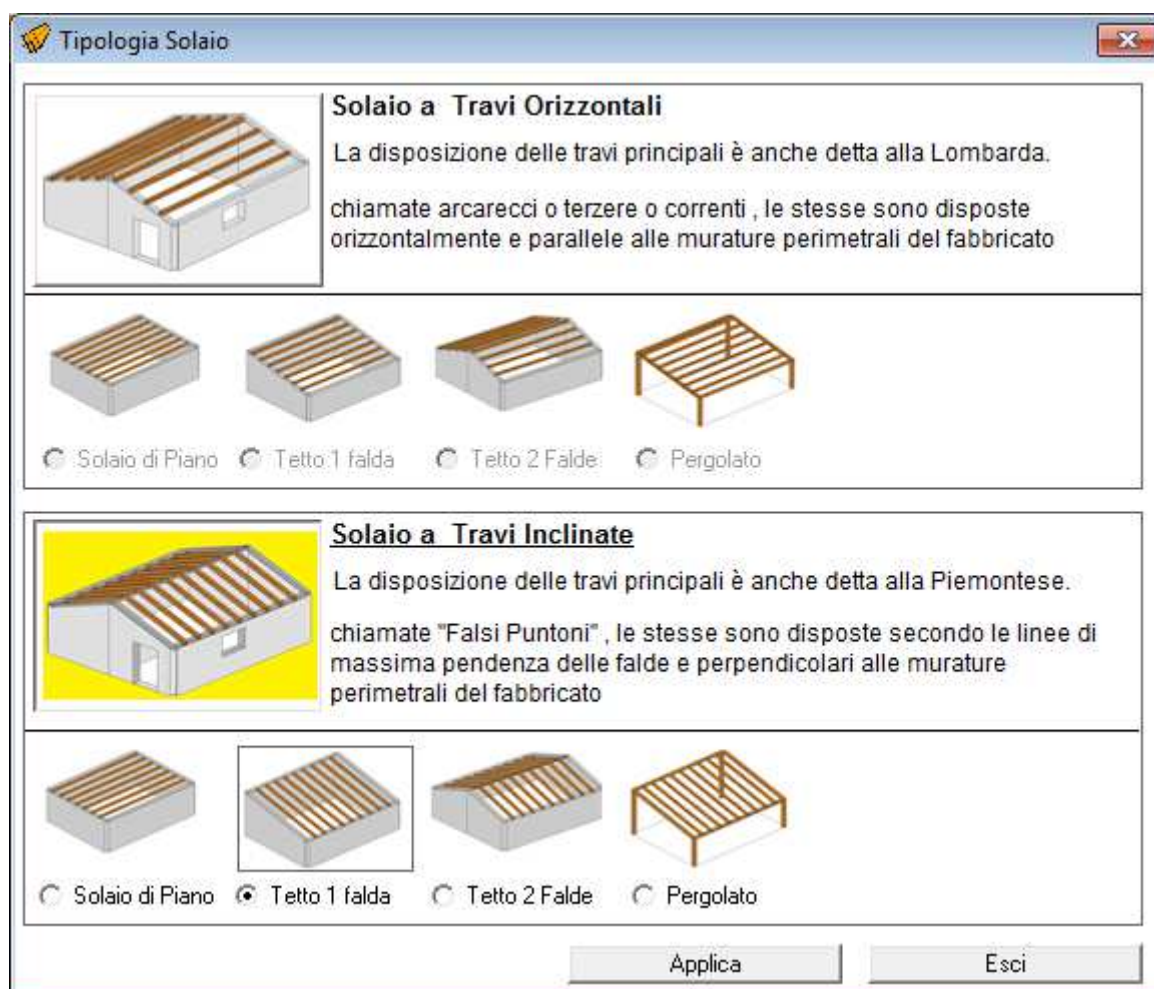 Tipologia Solaio
Solaio a Travi Orizzontali
La disposizione delle travi principali è anche detta alla Lombarda.
chiamate arcarecci o terzere o correnti , le stesse sono disposte
orizzontalmente e parallele alle murature perimetrali del fabbricato
Solaio di Piano Tetto 1 falda Tetto 2 Falde Pergolato
Solaio a Travi Inclinate
La disposizione delle travi principali è anche detta alla Piemontese.
chiamate "Falsi Puntoni" , le stesse sono disposte secondo le linee di
massima pendenza delle falde e perpendicolari alle murature
perimetrali del fabbricato
Solaio di Piano Tetto 1 falda Tetto 2 Falde Pergolato
Applica Esci